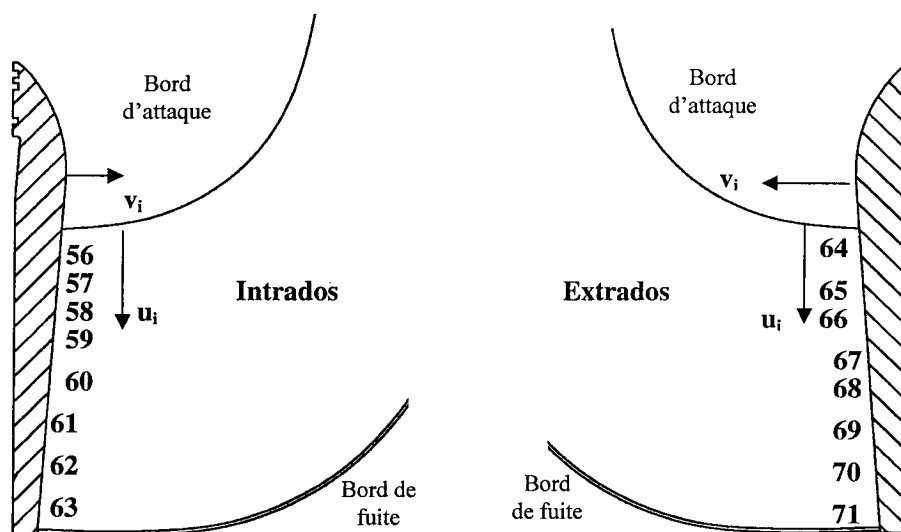 Bord
d'attaque
v_i
56
57
58
59
60
61
62
63
u_i
Intrados
Bord de
fuite
Bord
d'attaque
v_i
Extrados
u_i
64
65
66
67
68
69
70
71
Bord
de fuite